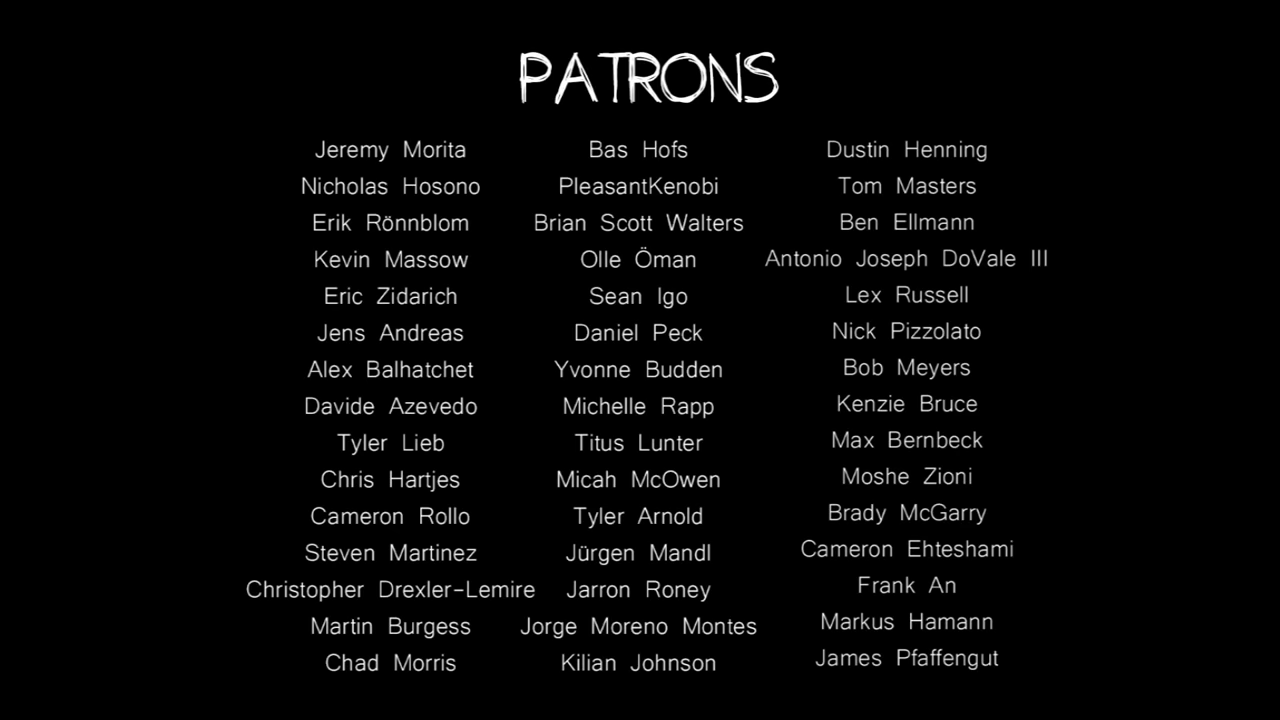 PATRONS
Jeremy Morita
Nicholas Hosono
Erik Rönnblom
Kevin Massow
Eric Zidarich
Jens Andreas
Alex Balhatchet
Davide Azevedo
Tyler Lieb
Chris Hartjes
Cameron Rollo
Steven Martinez
Christopher Drexler-Lemire
Martin Burgess
Chad Morris
Bas Hofs
PleasantKenobi
Brian Scott Walters
Olle Öman
Sean Igo
Daniel Peck
Yvonne Budden
Michelle Rapp
Titus Lunter
Micah McOwen
Tyler Arnold
Jürgen Mandl
Jarron Roney
Jorge Moreno Montes
Kilian Johnson
Dustin Henning
Tom Masters
Ben Ellmann
Antonio Joseph DoVale III
Lex Russell
Nick Pizzolato
Bob Meyers
Kenzie Bruce
Max Bernbeck
Moshe Zioni
Brady McGarry
Cameron Ehteshami
Frank An
Markus Hamann
James Pfaffengut